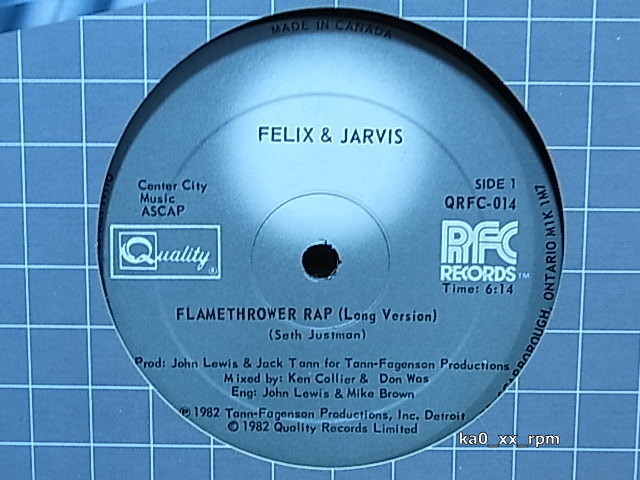 MADE IN CANADA
FELIX & JARVIS
Center City
Music
ASCAP
SIDE 1
QRFC-014
Quality®
RFC
RECORDS™
Time: 6:14
FLAMETHROWER RAP (Long Version)
(Seth Justman)
Prod: John Lewis & Jack Tann for Tann-Fagenson Productions
Mixed by: Ken Collier & Don Was
Eng: John Lewis & Mike Brown
℗ 1982 Tann-Fagenson Productions, Inc. Detroit
© 1982 Quality Records Limited
SCARBOROUGH, ONTARIO M1K 1M7
ka0_xx_rpm